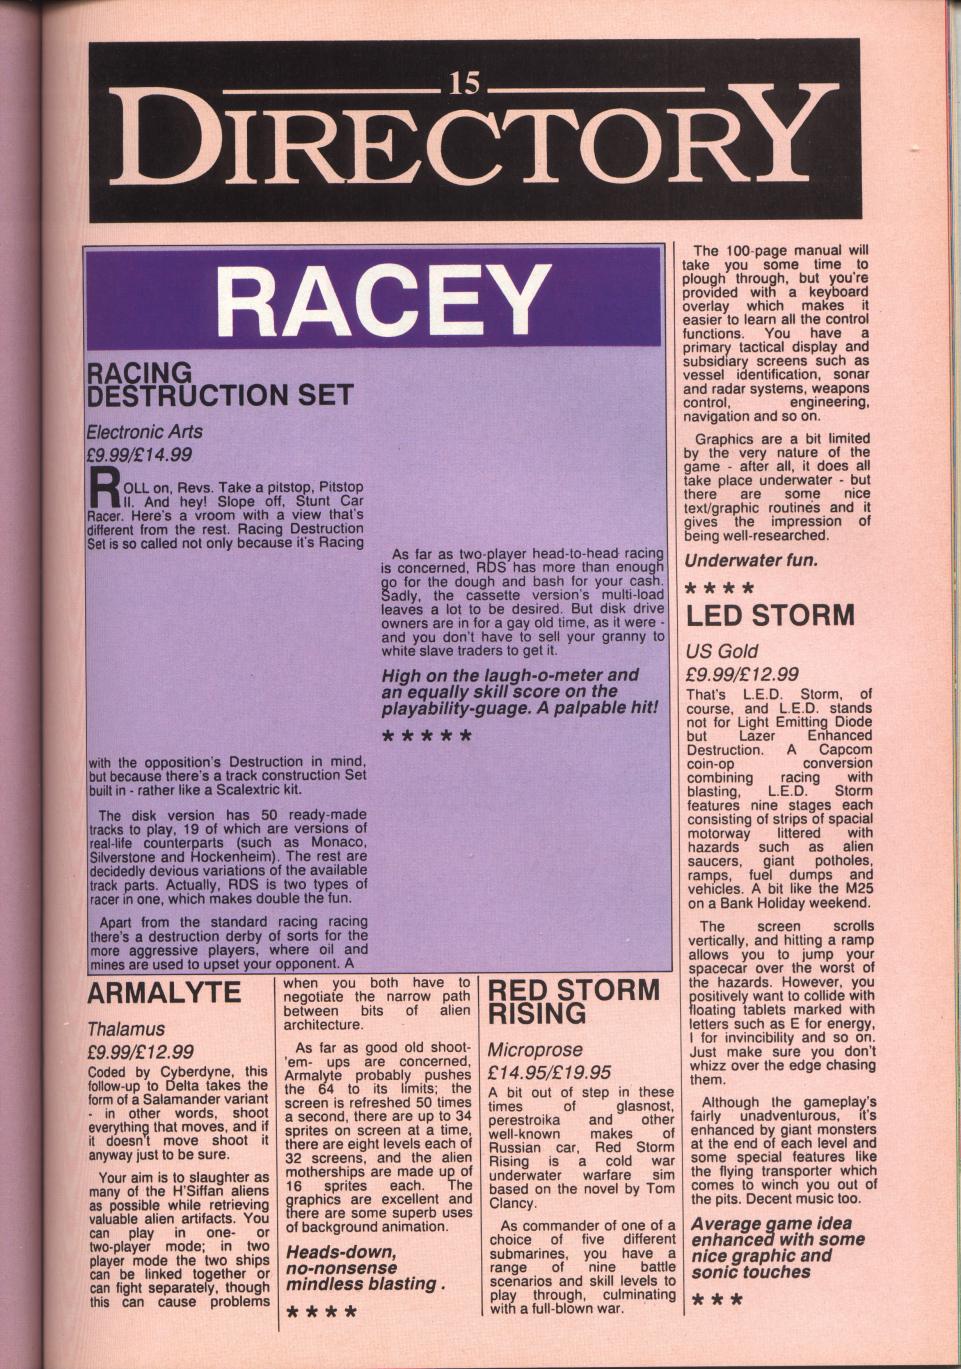 15
DIRECTORY
RACEY
RACING
DESTRUCTION SET
Electronic Arts
£9.99/£14.99
ROLL on, Revs. Take a pitstop, Pitstop
II. And hey! Slope off, Stunt Car
Racer. Here's a vroom with a view that's
different from the rest. Racing Destruction
Set is so called not only because it's Racing
with the opposition's Destruction in mind,
but because there's a track construction Set
built in - rather like a Scalextric kit.
The disk version has 50 ready-made
tracks to play, 19 of which are versions of
real-life counterparts (such as Monaco,
Silverstone and Hockenheim). The rest are
decidedly devious variations of the available
track parts. Actually, RDS is two types of
racer in one, which makes double the fun.
Apart from the standard racing racing
there's a destruction derby of sorts for the
more aggressive players, where oil and
mines are used to upset your opponent. A
As far as two-player head-to-head racing
is concerned, RDS has more than enough
go for the dough and bash for your cash.
Sadly, the cassette version's multi-load
leaves a lot to be desired. But disk drive
owners are in for a gay old time, as it were -
and you don't have to sell your granny to
white slave traders to get it.
High on the laugh-o-meter and
an equally skill score on the
playability-guage. A palpable hit!
* * * * *
ARMALYTE
Thalamus
£9.99/£12.99
Coded by Cyberdyne, this
follow-up to Delta takes the
form of a Salamander variant
- in other words, shoot
everything that moves, and if
it doesn't move shoot it
anyway just to be sure.
Your aim is to slaughter as
many of the H'Siffan aliens
as possible while retrieving
valuable alien artifacts. You
can play in one- or
two-player mode; in two
player mode the two ships
can be linked together or
can fight separately, though
this can cause problems
when you both have to
negotiate the narrow path
between bits of alien
architecture.
As far as good old shoot-
'em- ups are concerned,
Armalyte probably pushes
the 64 to its limits; the
screen is refreshed 50 times
a second, there are up to 34
sprites on screen at a time,
there are eight levels each of
32 screens, and the alien
motherships are made up of
16 sprites each. The
graphics are excellent and
there are some superb uses
of background animation.
Heads-down,
no-nonsense
mindless blasting .
* * * *
RED STORM
RISING
Microprose
£14.95/£19.95
A bit out of step in these
times of glasnost,
perestroika and other
well-known makes of
Russian car, Red Storm
Rising is a cold war
underwater warfare sim
based on the novel by Tom
Clancy.
As commander of one of a
choice of five different
submarines, you have a
range of nine battle
scenarios and skill levels to
play through, culminating
with a full-blown war.
The 100-page manual will
take you some time to
plough through, but you're
provided with a keyboard
overlay which makes it
easier to learn all the control
functions. You have a
primary tactical display and
subsidiary screens such as
vessel identification, sonar
and radar systems, weapons
control, engineering,
navigation and so on.
Graphics are a bit limited
by the very nature of the
game - after all, it does all
take place underwater - but
there are some nice
text/graphic routines and it
gives the impression of
being well-researched.
Underwater fun.
* * * *
LED STORM
US Gold
£9.99/£12.99
That's L.E.D. Storm, of
course, and L.E.D. stands
not for Light Emitting Diode
but Lazer Enhanced
Destruction. A Capcom
coin-op conversion
combining racing with
blasting, L.E.D. Storm
features nine stages each
consisting of strips of spacial
motorway littered with
hazards such as alien
saucers, giant potholes,
ramps, fuel dumps and
vehicles. A bit like the M25
on a Bank Holiday weekend.
The screen scrolls
vertically, and hitting a ramp
allows you to jump your
spacecar over the worst of
the hazards. However, you
positively want to collide with
floating tablets marked with
letters such as E for energy,
I for invincibility and so on.
Just make sure you don't
whizz over the edge chasing
them.
Although the gameplay's
fairly unadventurous, it's
enhanced by giant monsters
at the end of each level and
some special features like
the flying transporter which
comes to winch you out of
the pits. Decent music too.
Average game idea
enhanced with some
nice graphic and
sonic touches
* * *